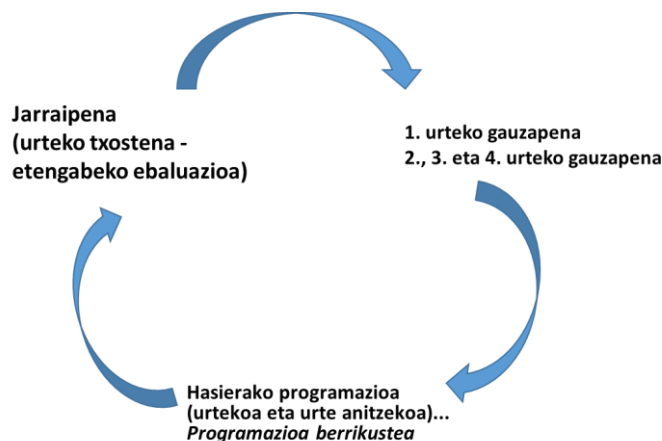 Jarraipena
(urteko txostena -
etengabeko ebaluazioa)
1. urteko gauzapena
2., 3. eta 4. urteko gauzapena
Hasierako programazioa
(urtekoa eta urte anitzekoa)...
Programazioa berrikustea